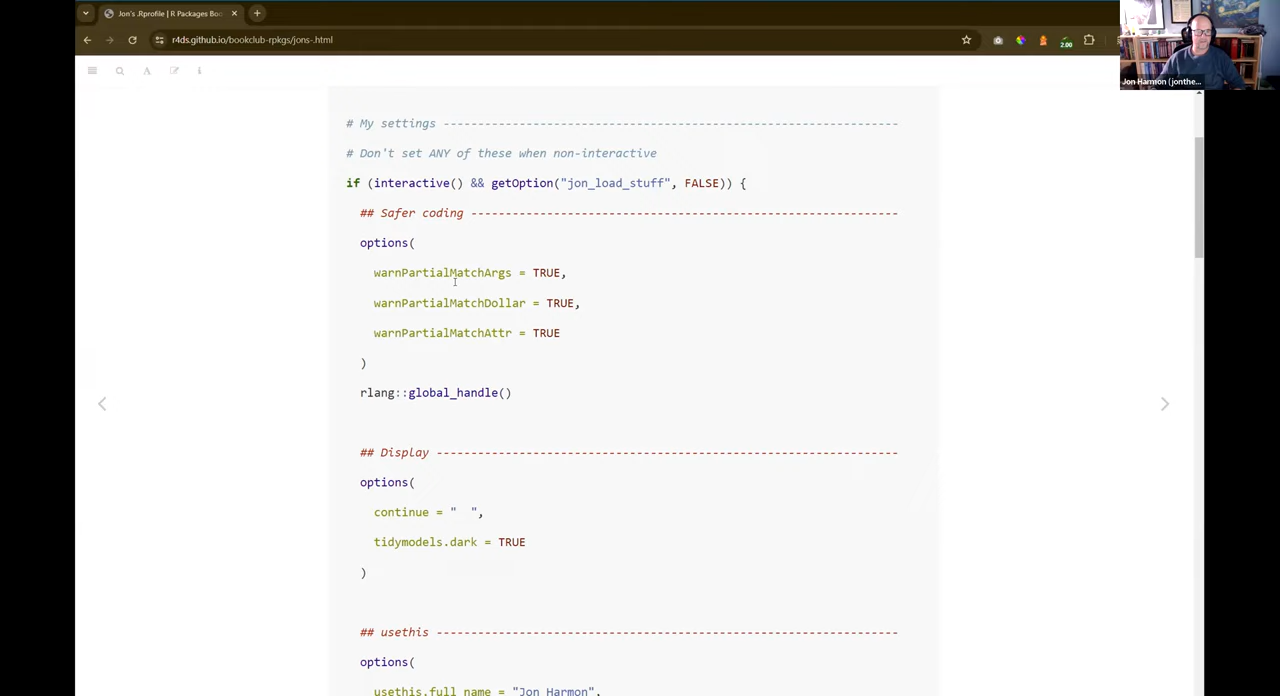 Jon's .Rprofile | R Packages Boo
r4ds.github.io/bookclub-rpkgs/jons-.html
2.00
Jon Harmon (jonthe...
# My settings ----------------------------------------------------------------
# Don't set ANY of these when non-interactive
if (interactive() && getOption("jon_load_stuff", FALSE)) {
## Safer coding -------------------------------------------------------------
options(
warnPartialMatchArgs = TRUE,
warnPartialMatchDollar = TRUE,
warnPartialMatchAttr = TRUE
)
rlang::global_handle()
## Display ------------------------------------------------------------------
options(
continue = "  ",
tidymodels.dark = TRUE
)
## usethis ------------------------------------------------------------------
options(
usethis.full_name = "Jon Harmon",